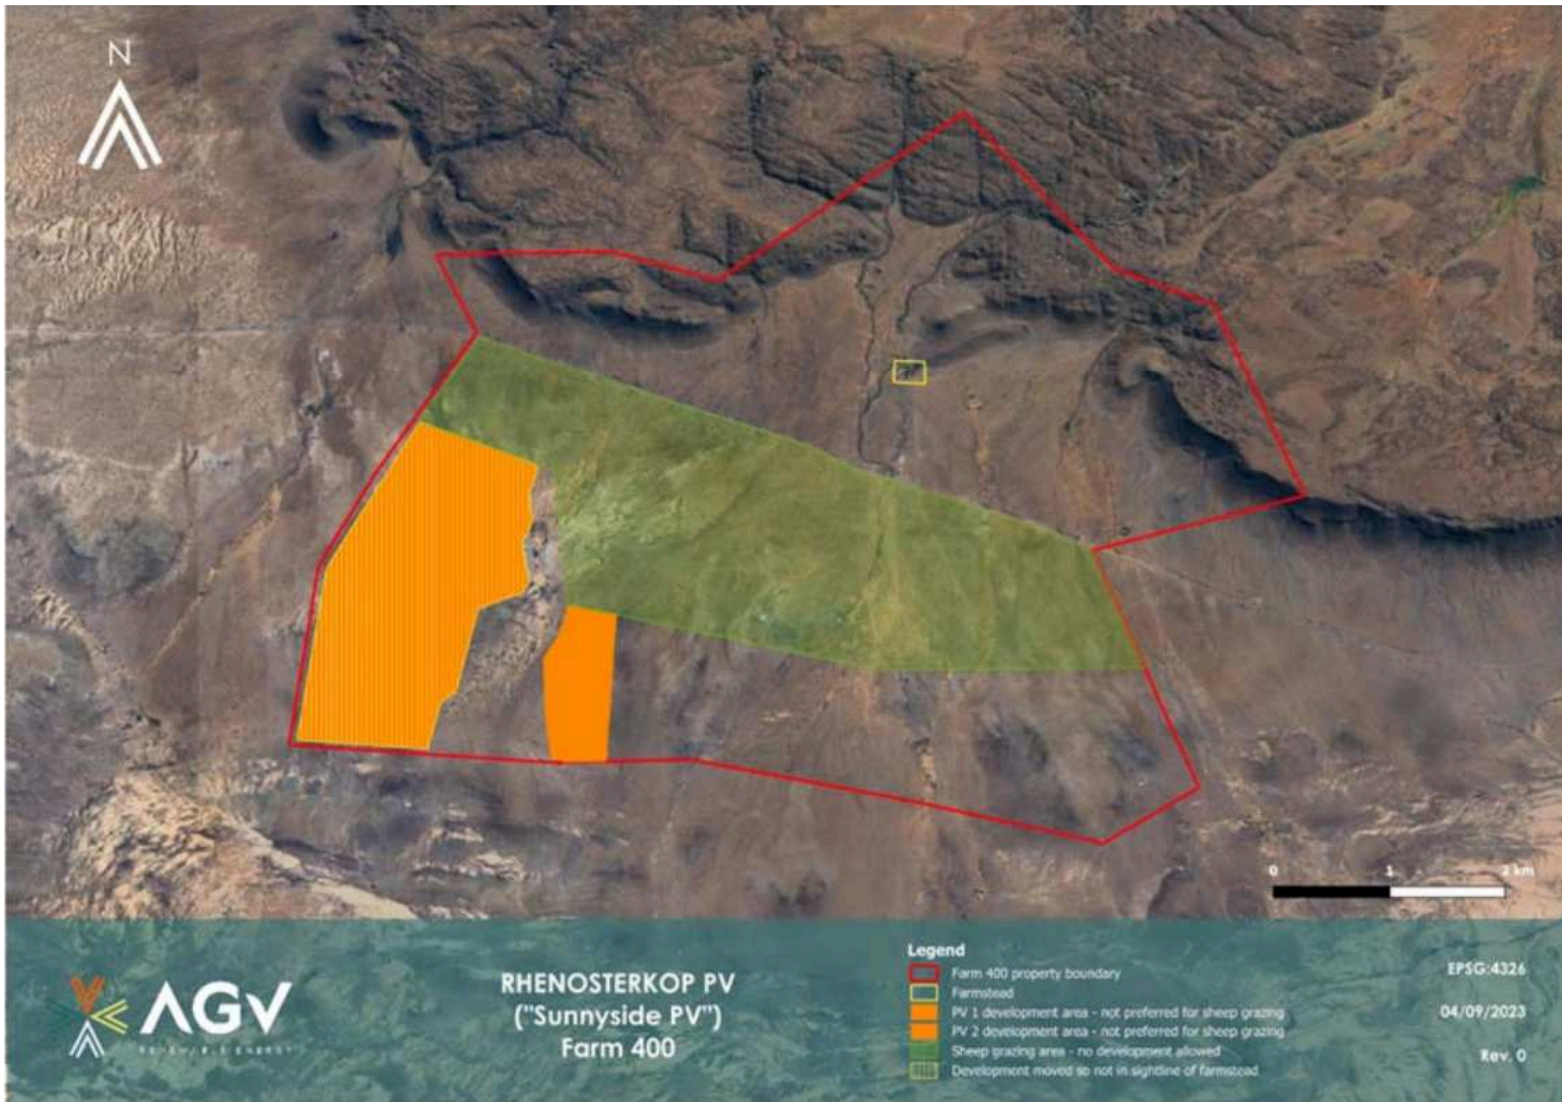 N
0 1 2 km
AGV
RENEWABLE ENERGY
RHENOSTERKOP PV
("Sunnyside PV")
Farm 400
Legend
Farm 400 property boundary
Farmstead
PV 1 development area - not preferred for sheep grazing
PV 2 development area - not preferred for sheep grazing
Sheep grazing area - no development allowed
Development moved so not in sightline of farmstead
EPSG:4326
04/09/2023
Rev. 0